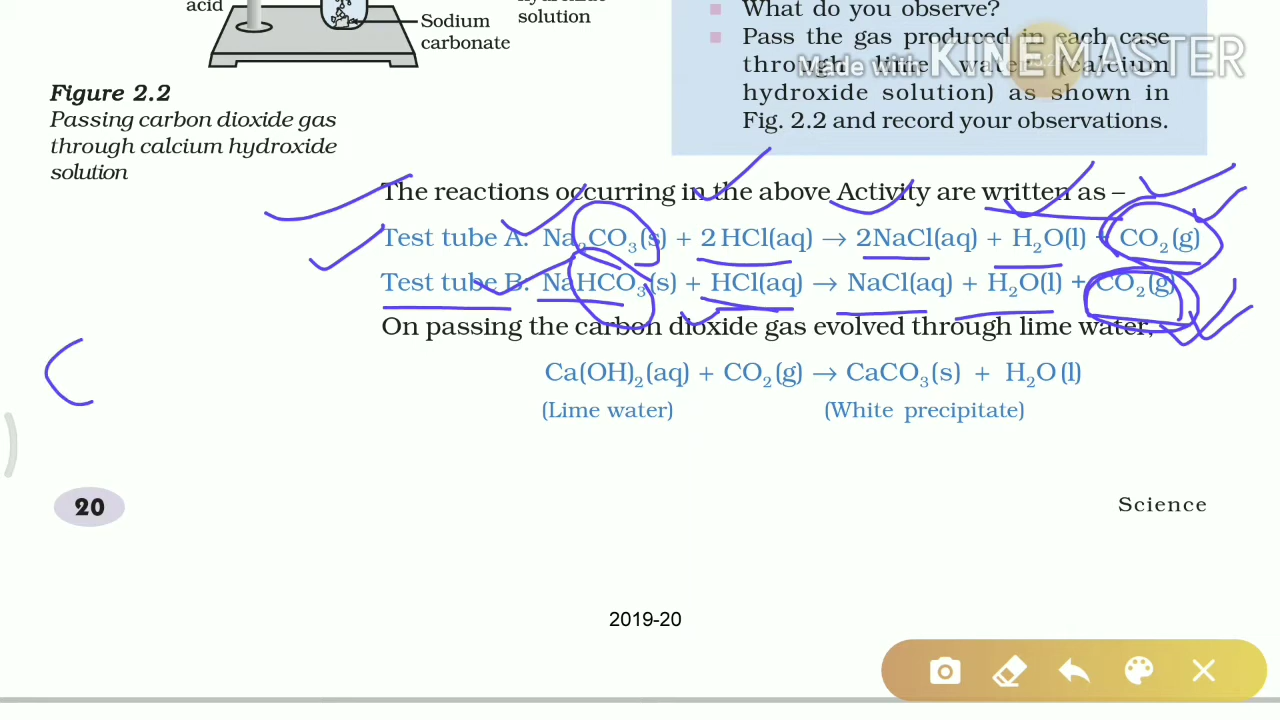 acid
Sodium
carbonate
solution
Figure 2.2
Passing carbon dioxide gas
through calcium hydroxide
solution
What do you observe?
Pass the gas produced in each case
through lime water (calcium
hydroxide solution) as shown in
Fig. 2.2 and record your observations.
Made with KINEMASTER
The reactions occurring in the above Activity are written as –
Test tube A: Na₂CO₃(s) + 2 HCl(aq) → 2NaCl(aq) + H₂O(l) + CO₂(g)
Test tube B: NaHCO₃(s) + HCl(aq) → NaCl(aq) + H₂O(l) + CO₂(g)
On passing the carbon dioxide gas evolved through lime water,
Ca(OH)₂(aq) + CO₂(g) → CaCO₃(s) + H₂O(l)
(Lime water) (White precipitate)
20
Science
2019-20